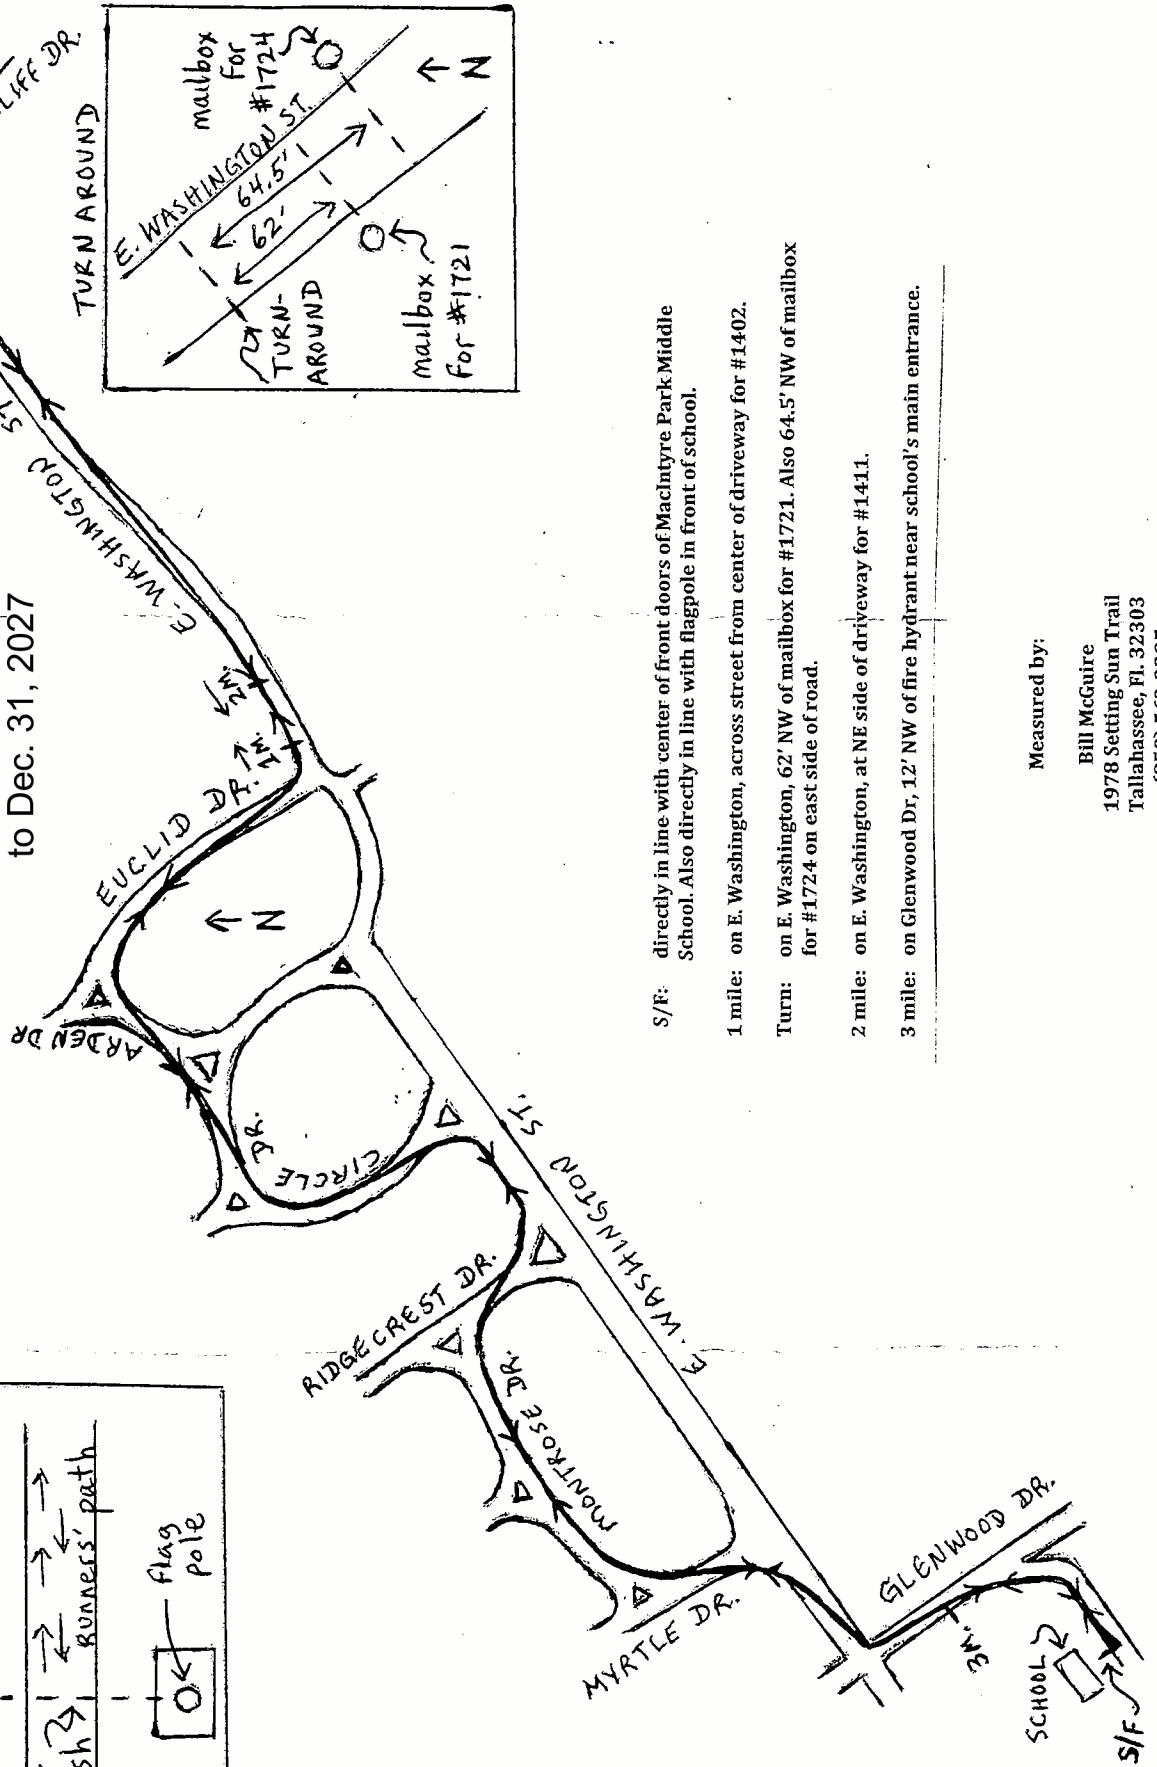 to Dec. 31, 2027
TURN AROUND
E. WASHINGTON ST.
mailbox
for
#1724
64.5'
62'
N
TURN-
AROUND
mailbox
for #1721
E. WASHINGTON ST
EUCLID DR.
1M.
2M.
ARDEN DR
N
CIRCLE DR.
RIDGECREST DR.
MONTROSE DR.
E. WASHINGTON ST.
MYRTLE DR.
GLENWOOD DR.
3M.
SCHOOL
S/F
Runners' path
flag
pole
S/F: directly in line with center of front doors of MacIntyre Park Middle
School. Also directly in line with flagpole in front of school.
1 mile: on E. Washington, across street from center of driveway for #1402.
Turn: on E. Washington, 62' NW of mailbox for #1721. Also 64.5' NW of mailbox
for #1724 on east side of road.
2 mile: on E. Washington, at NE side of driveway for #1411.
3 mile: on Glenwood Dr, 12' NW of fire hydrant near school's main entrance.
Measured by:
Bill McGuire
1978 Setting Sun Trail
Tallahassee, Fl. 32303